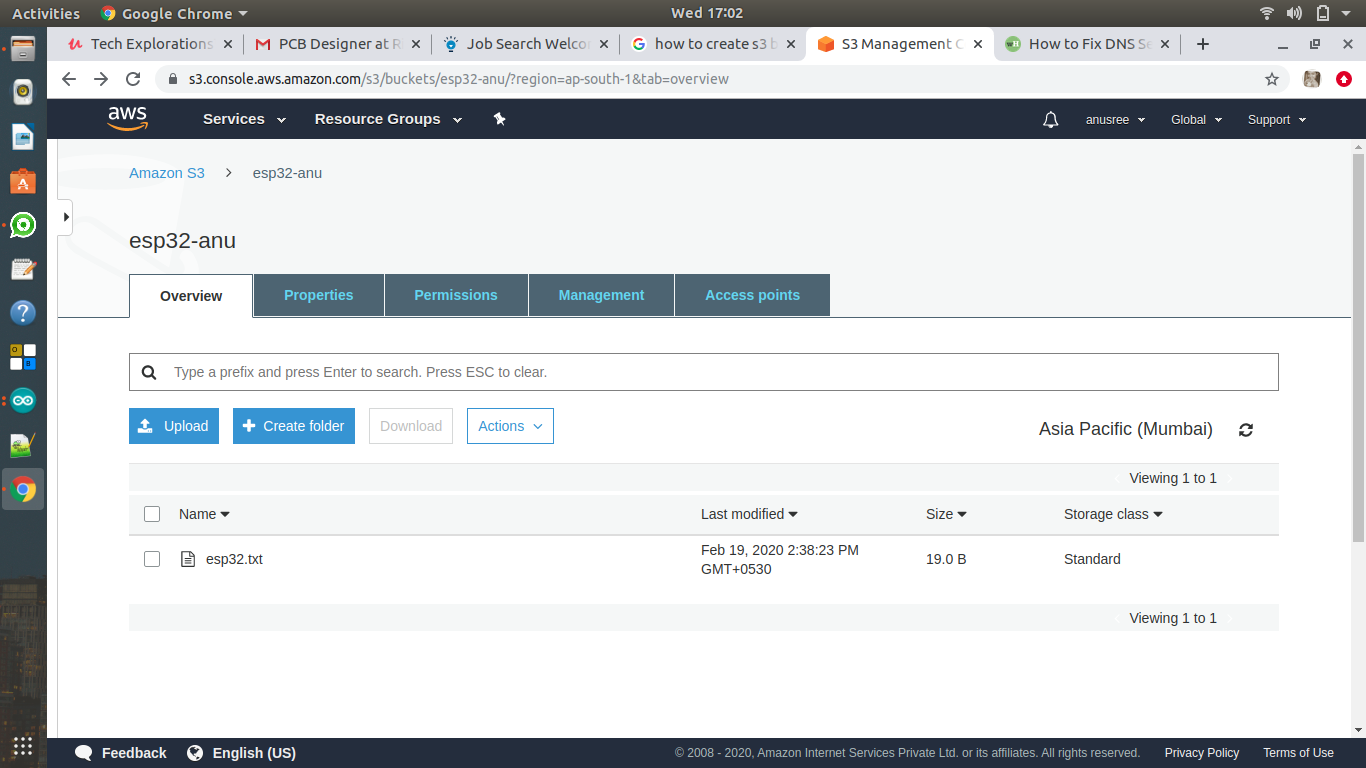 Activities Google Chrome Wed 17:02
Tech Explorations PCB Designer at R Job Search Welco how to create s3 b S3 Management C How to Fix DNS Se
s3.console.aws.amazon.com/s3/buckets/esp32-anu/?region=ap-south-1&tab=overview
aws Services Resource Groups anusree Global Support
Amazon S3 > esp32-anu
esp32-anu
Overview Properties Permissions Management Access points
Type a prefix and press Enter to search. Press ESC to clear.
Upload + Create folder Download Actions Asia Pacific (Mumbai)
Viewing 1 to 1
Name Last modified Size Storage class
esp32.txt Feb 19, 2020 2:38:23 PM 19.0 B Standard
GMT+0530
Viewing 1 to 1
Feedback English (US) © 2008 - 2020, Amazon Internet Services Private Ltd. or its affiliates. All rights reserved. Privacy Policy Terms of Use